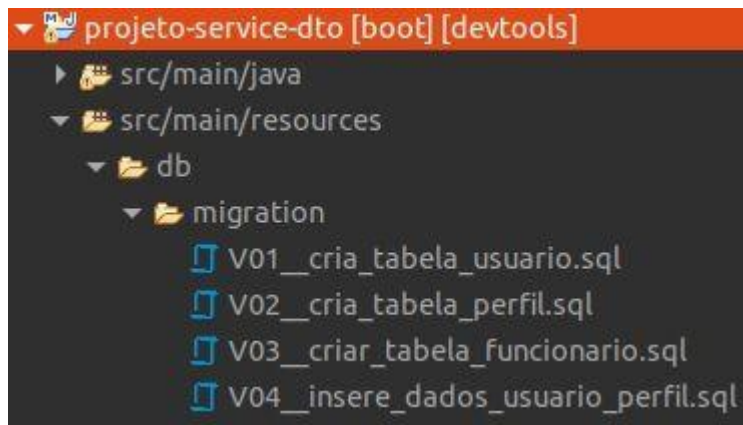 projeto-service-dto [boot] [devtools]
src/main/java
src/main/resources
db
migration
V01__cria_tabela_usuario.sql
V02__cria_tabela_perfil.sql
V03__criar_tabela_funcionario.sql
V04__insere_dados_usuario_perfil.sql